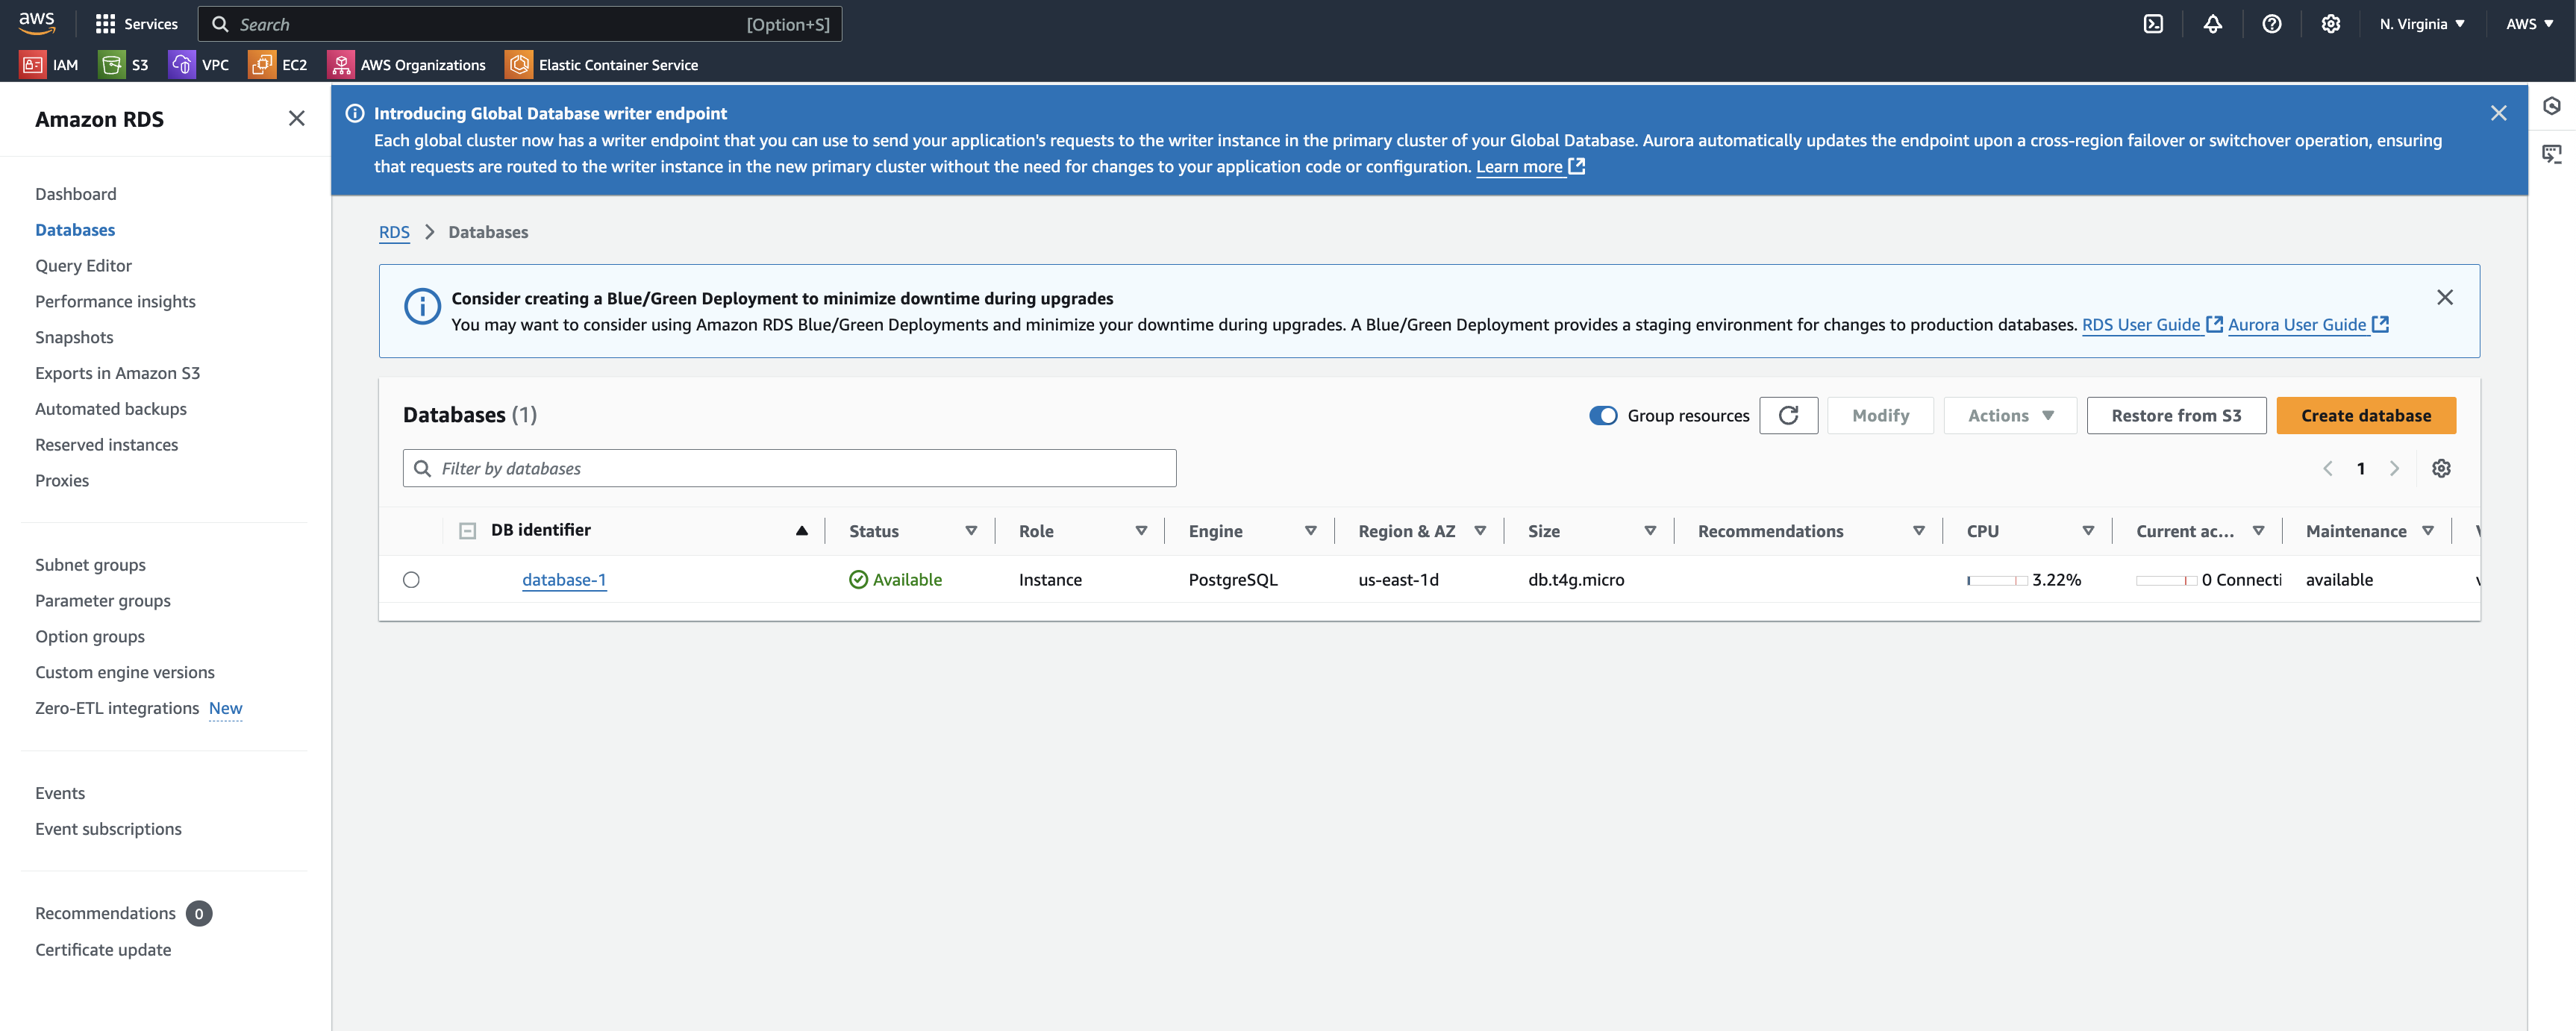 aws
Services
Search
[Option+S]
N. Virginia
AWS
IAM
S3
VPC
EC2
AWS Organizations
Elastic Container Service
Amazon RDS
Dashboard
Databases
Query Editor
Performance insights
Snapshots
Exports in Amazon S3
Automated backups
Reserved instances
Proxies
Subnet groups
Parameter groups
Option groups
Custom engine versions
Zero-ETL integrations New
Events
Event subscriptions
Recommendations 0
Certificate update
Introducing Global Database writer endpoint
Each global cluster now has a writer endpoint that you can use to send your application's requests to the writer instance in the primary cluster of your Global Database. Aurora automatically updates the endpoint upon a cross-region failover or switchover operation, ensuring
that requests are routed to the writer instance in the new primary cluster without the need for changes to your application code or configuration. Learn more
RDS > Databases
Consider creating a Blue/Green Deployment to minimize downtime during upgrades
You may want to consider using Amazon RDS Blue/Green Deployments and minimize your downtime during upgrades. A Blue/Green Deployment provides a staging environment for changes to production databases. RDS User Guide Aurora User Guide
Databases (1)
Group resources
Modify
Actions
Restore from S3
Create database
Filter by databases
1
DB identifier Status Role Engine Region & AZ Size Recommendations CPU Current ac... Maintenance
database-1 Available Instance PostgreSQL us-east-1d db.t4g.micro 3.22% 0 Connecti available